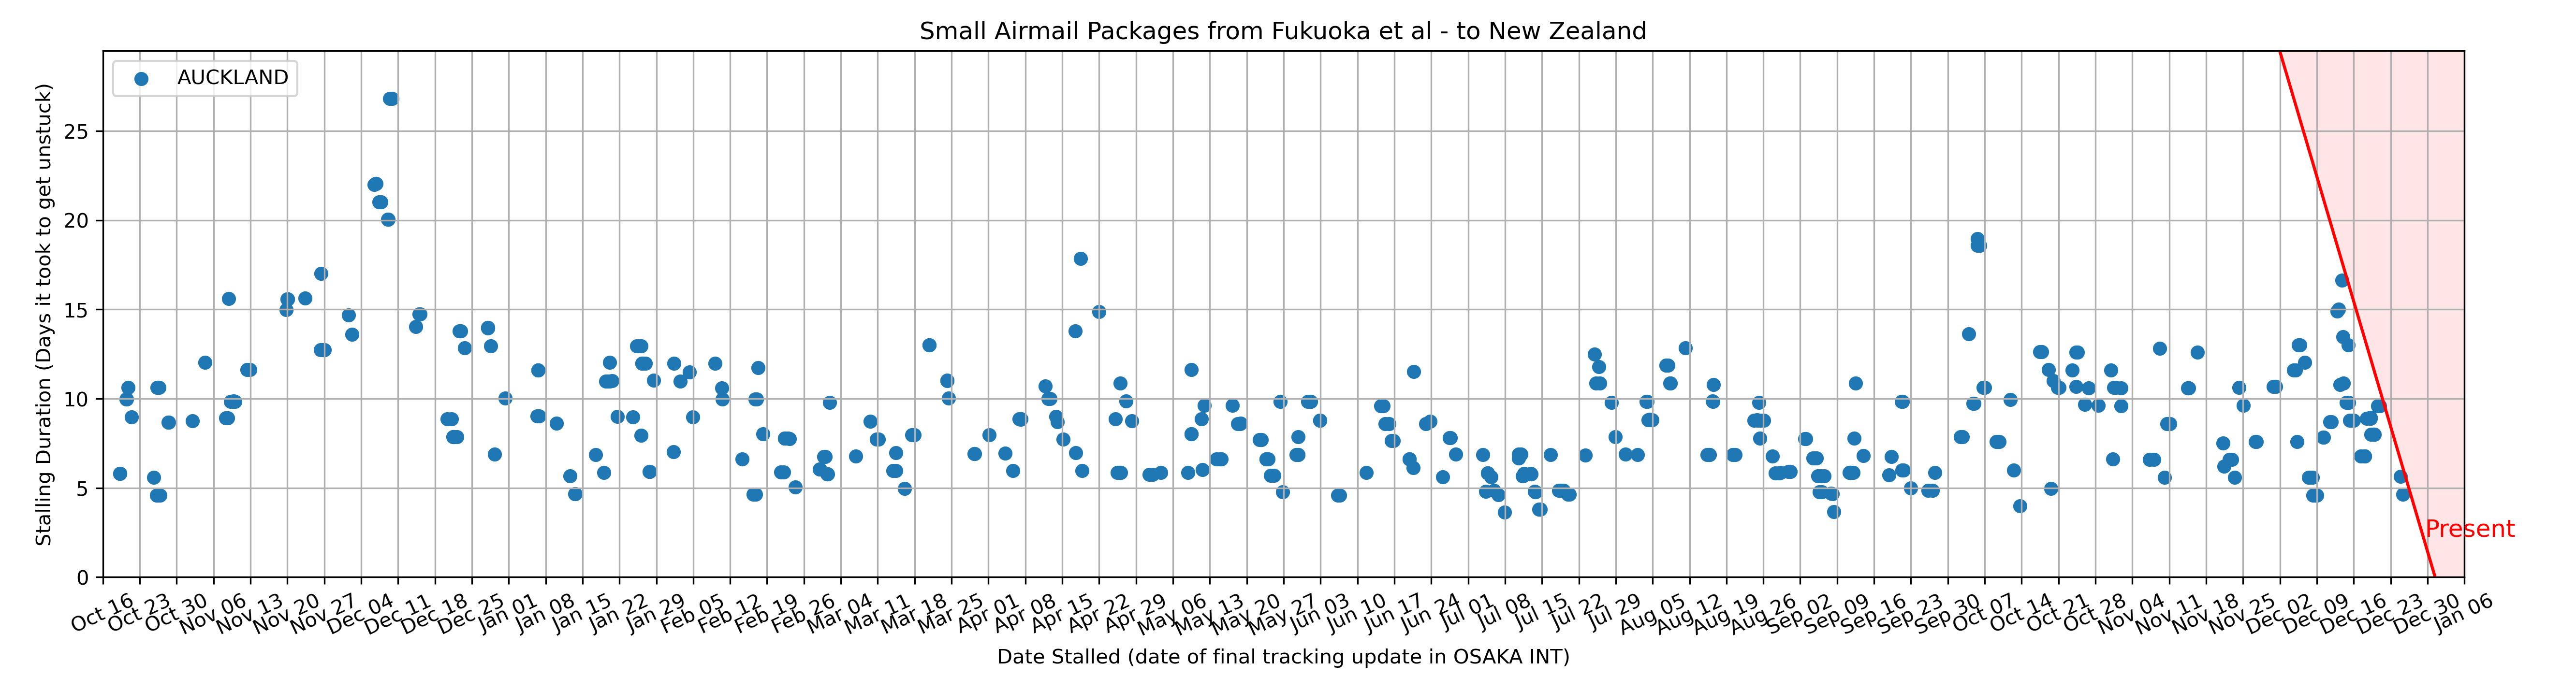 Small Airmail Packages from Fukuoka et al - to New Zealand
AUCKLAND
Stalling Duration (Days it took to get unstuck)
25
20
15
10
5
0
Present
Oct 16
Oct 23
Oct 30
Nov 06
Nov 13
Nov 20
Nov 27
Dec 04
Dec 11
Dec 18
Dec 25
Jan 01
Jan 08
Jan 15
Jan 22
Jan 29
Feb 05
Feb 12
Feb 19
Feb 26
Mar 04
Mar 11
Mar 18
Mar 25
Apr 01
Apr 08
Apr 15
Apr 22
Apr 29
May 06
May 13
May 20
May 27
Jun 03
Jun 10
Jun 17
Jun 24
Jul 01
Jul 08
Jul 15
Jul 22
Jul 29
Aug 05
Aug 12
Aug 19
Aug 26
Sep 02
Sep 09
Sep 16
Sep 23
Sep 30
Oct 07
Oct 14
Oct 21
Oct 28
Nov 04
Nov 11
Nov 18
Nov 25
Dec 02
Dec 09
Dec 16
Dec 23
Dec 30
Jan 06
Date Stalled (date of final tracking update in OSAKA INT)